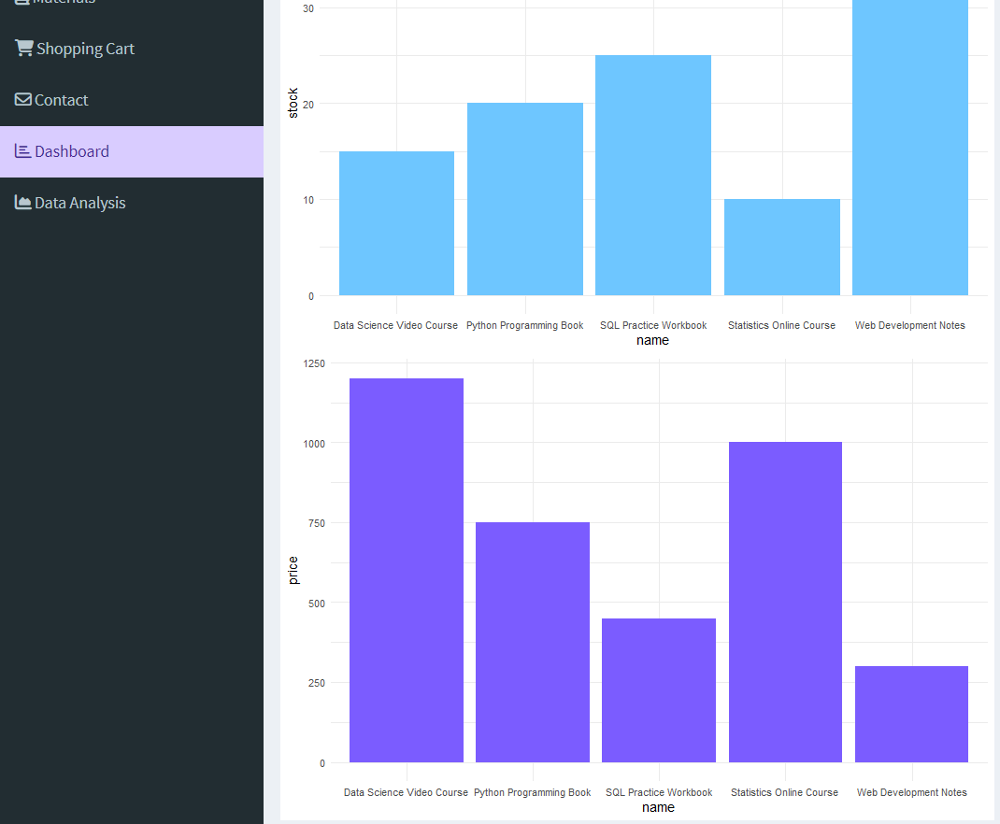 Materials
Shopping Cart
Contact
Dashboard
Data Analysis
30
20
10
0
stock
Data Science Video Course Python Programming Book SQL Practice Workbook Statistics Online Course Web Development Notes
name
1250
1000
750
500
250
0
price
Data Science Video Course Python Programming Book SQL Practice Workbook Statistics Online Course Web Development Notes
name